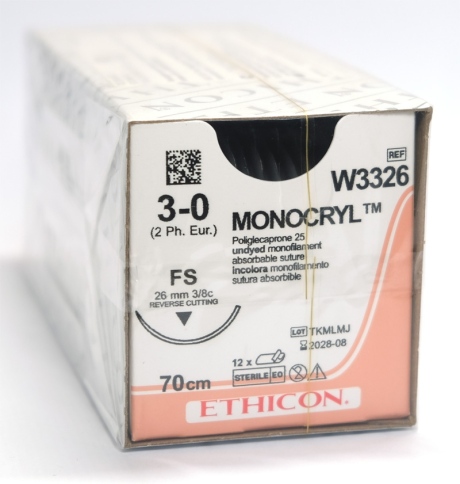 REF
W3326
3-0
(2 Ph. Eur.)
MONOCRYL™
Poliglecaprone 25
undyed monofilament
absorbable suture
incolora monofilamento
sutura absorbible
FS
26 mm 3/8c
REVERSE CUTTING
LOT TKMLMJ
2028-08
12 x
STERILE EO
70cm
ETHICON.